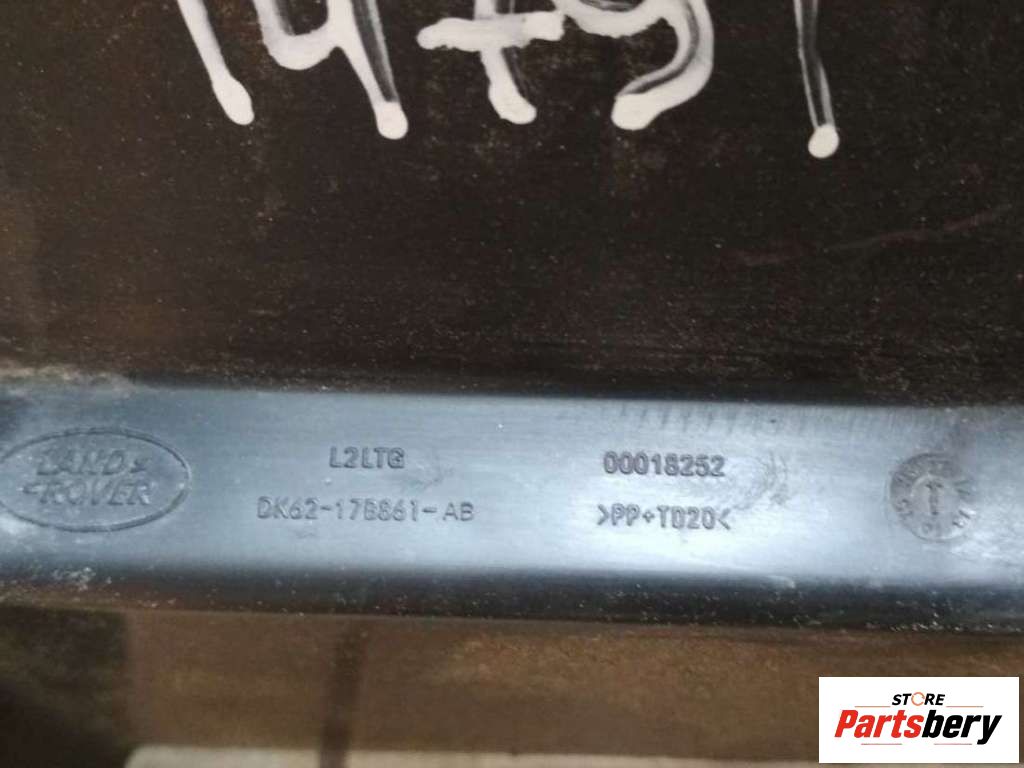 LAND
-ROVER
L2LTG
DK62-17B861-AB
00018252
>PP+TD20<
STORE
Partsbery